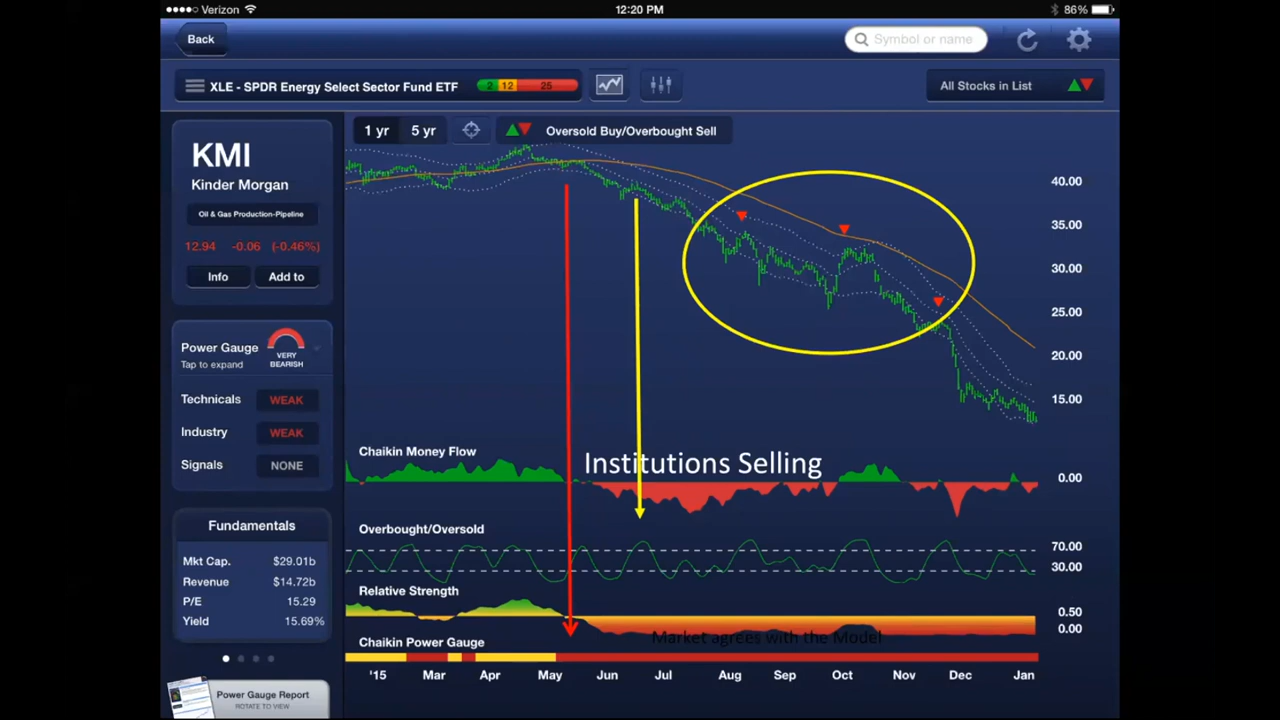 Verizon 12:20 PM 86%
Back Symbol or name
XLE - SPDR Energy Select Sector Fund ETF 2 12 25 All Stocks in List
1 yr 5 yr Oversold Buy/Overbought Sell
KMI
Kinder Morgan
Oil & Gas Production-Pipeline
12.94 -0.06 (-0.46%)
Info Add to
Power Gauge
Tap to expand
VERY
BEARISH
Technicals WEAK
Industry WEAK
Signals NONE
Fundamentals
Mkt Cap. $29.01b
Revenue $14.72b
P/E 15.29
Yield 15.69%
Power Gauge Report
ROTATE TO VIEW
40.00
35.00
30.00
25.00
20.00
15.00
Chaikin Money Flow
Institutions Selling
0.00
Overbought/Oversold
70.00
30.00
Relative Strength
0.50
0.00
Market agrees with the Model
Chaikin Power Gauge
'15 Mar Apr May Jun Jul Aug Sep Oct Nov Dec Jan